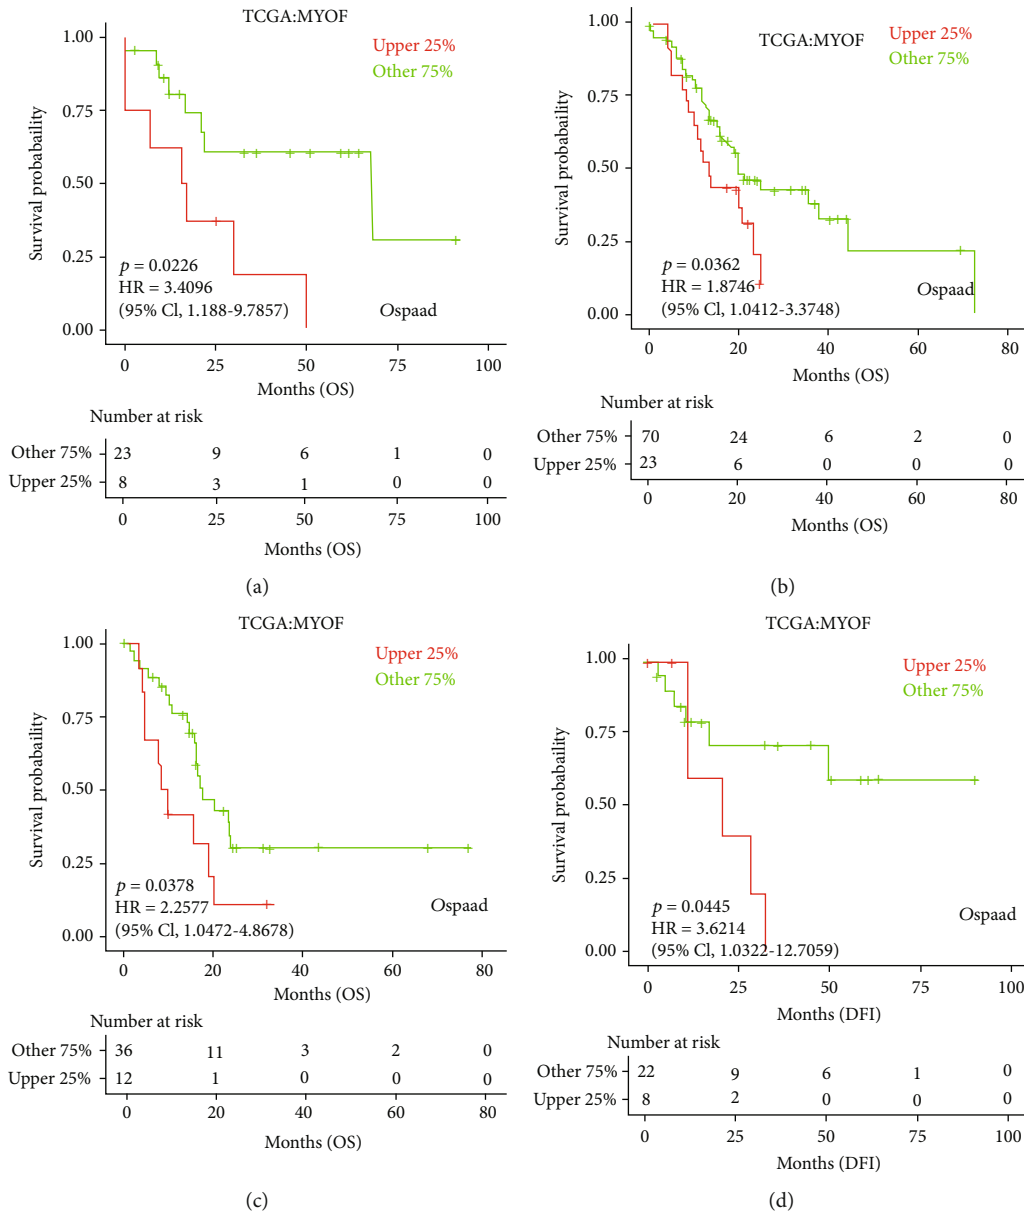 TCGA:MYOF
Upper 25%
Other 75%
Survival probabaility
1.00
0.75
0.50
0.25
0.00
p = 0.0226
HR = 3.4096
(95% Cl, 1.188-9.7857)
Ospaad
0 25 50 75 100
Months (OS)
Number at risk
Other 75% 23 9 6 1 0
Upper 25% 8 3 1 0 0
0 25 50 75 100
Months (OS)
(a)
TCGA:MYOF
Upper 25%
Other 75%
Survival probabaility
1.00
0.75
0.50
0.25
0.00
p = 0.0362
HR = 1.8746
(95% Cl, 1.0412-3.3748)
Ospaad
0 20 40 60 80
Months (OS)
Number at risk
Other 75% 70 24 6 2 0
Upper 25% 23 6 0 0 0
0 20 40 60 80
Months (OS)
(b)
TCGA:MYOF
Upper 25%
Other 75%
Survival probabaility
1.00
0.75
0.50
0.25
0.00
p = 0.0378
HR = 2.2577
(95% Cl, 1.0472-4.8678)
Ospaad
0 20 40 60 80
Months (OS)
Number at risk
Other 75% 36 11 3 2 0
Upper 25% 12 1 0 0 0
0 20 40 60 80
Months (OS)
(c)
TCGA:MYOF
Upper 25%
Other 75%
Survival probabaility
1.00
0.75
0.50
0.25
0.00
p = 0.0445
HR = 3.6214
(95% Cl, 1.0322-12.7059)
Ospaad
0 25 50 75 100
Months (DFI)
Number at risk
Other 75% 22 9 6 1 0
Upper 25% 8 2 0 0 0
0 25 50 75 100
Months (DFI)
(d)